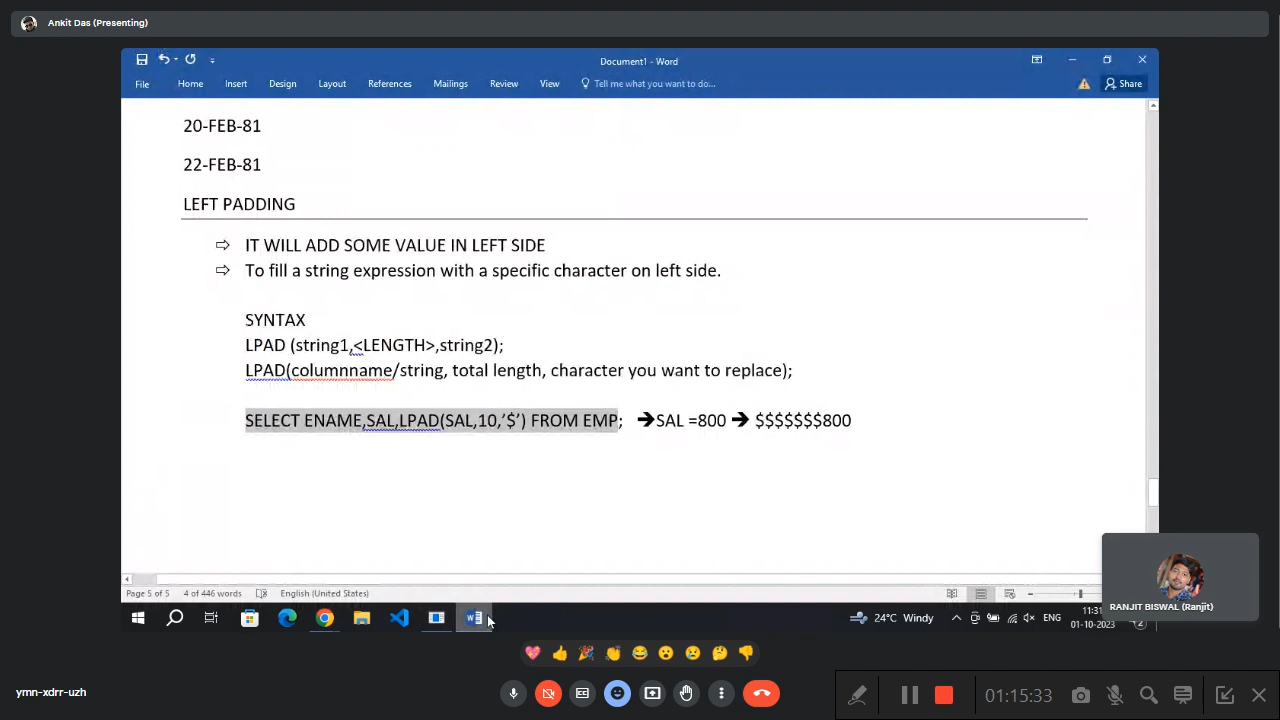 Ankit Das (Presenting)
Document1 - Word
File Home Insert Design Layout References Mailings Review View Tell me what you want to do... Share
20-FEB-81
22-FEB-81
LEFT PADDING
⇨ IT WILL ADD SOME VALUE IN LEFT SIDE
⇨ To fill a string expression with a specific character on left side.
SYNTAX
LPAD (string1,<LENGTH>,string2);
LPAD(columnname/string, total length, character you want to replace);
SELECT ENAME,SAL,LPAD(SAL,10,’$’) FROM EMP; ➔SAL =800 ➔ $$$$$$$800
Page 5 of 5 4 of 446 words English (United States)
RANJIT BISWAL (Ranjit)
24°C Windy ENG
11:31
01-10-2023
2
ymn-xdrr-uzh
01:15:33